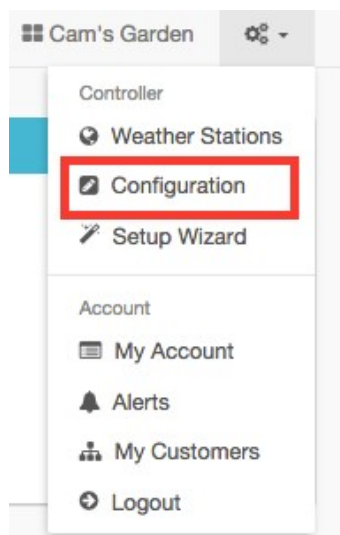 Cam's Garden
Controller
Weather Stations
Configuration
Setup Wizard
Account
My Account
Alerts
My Customers
Logout